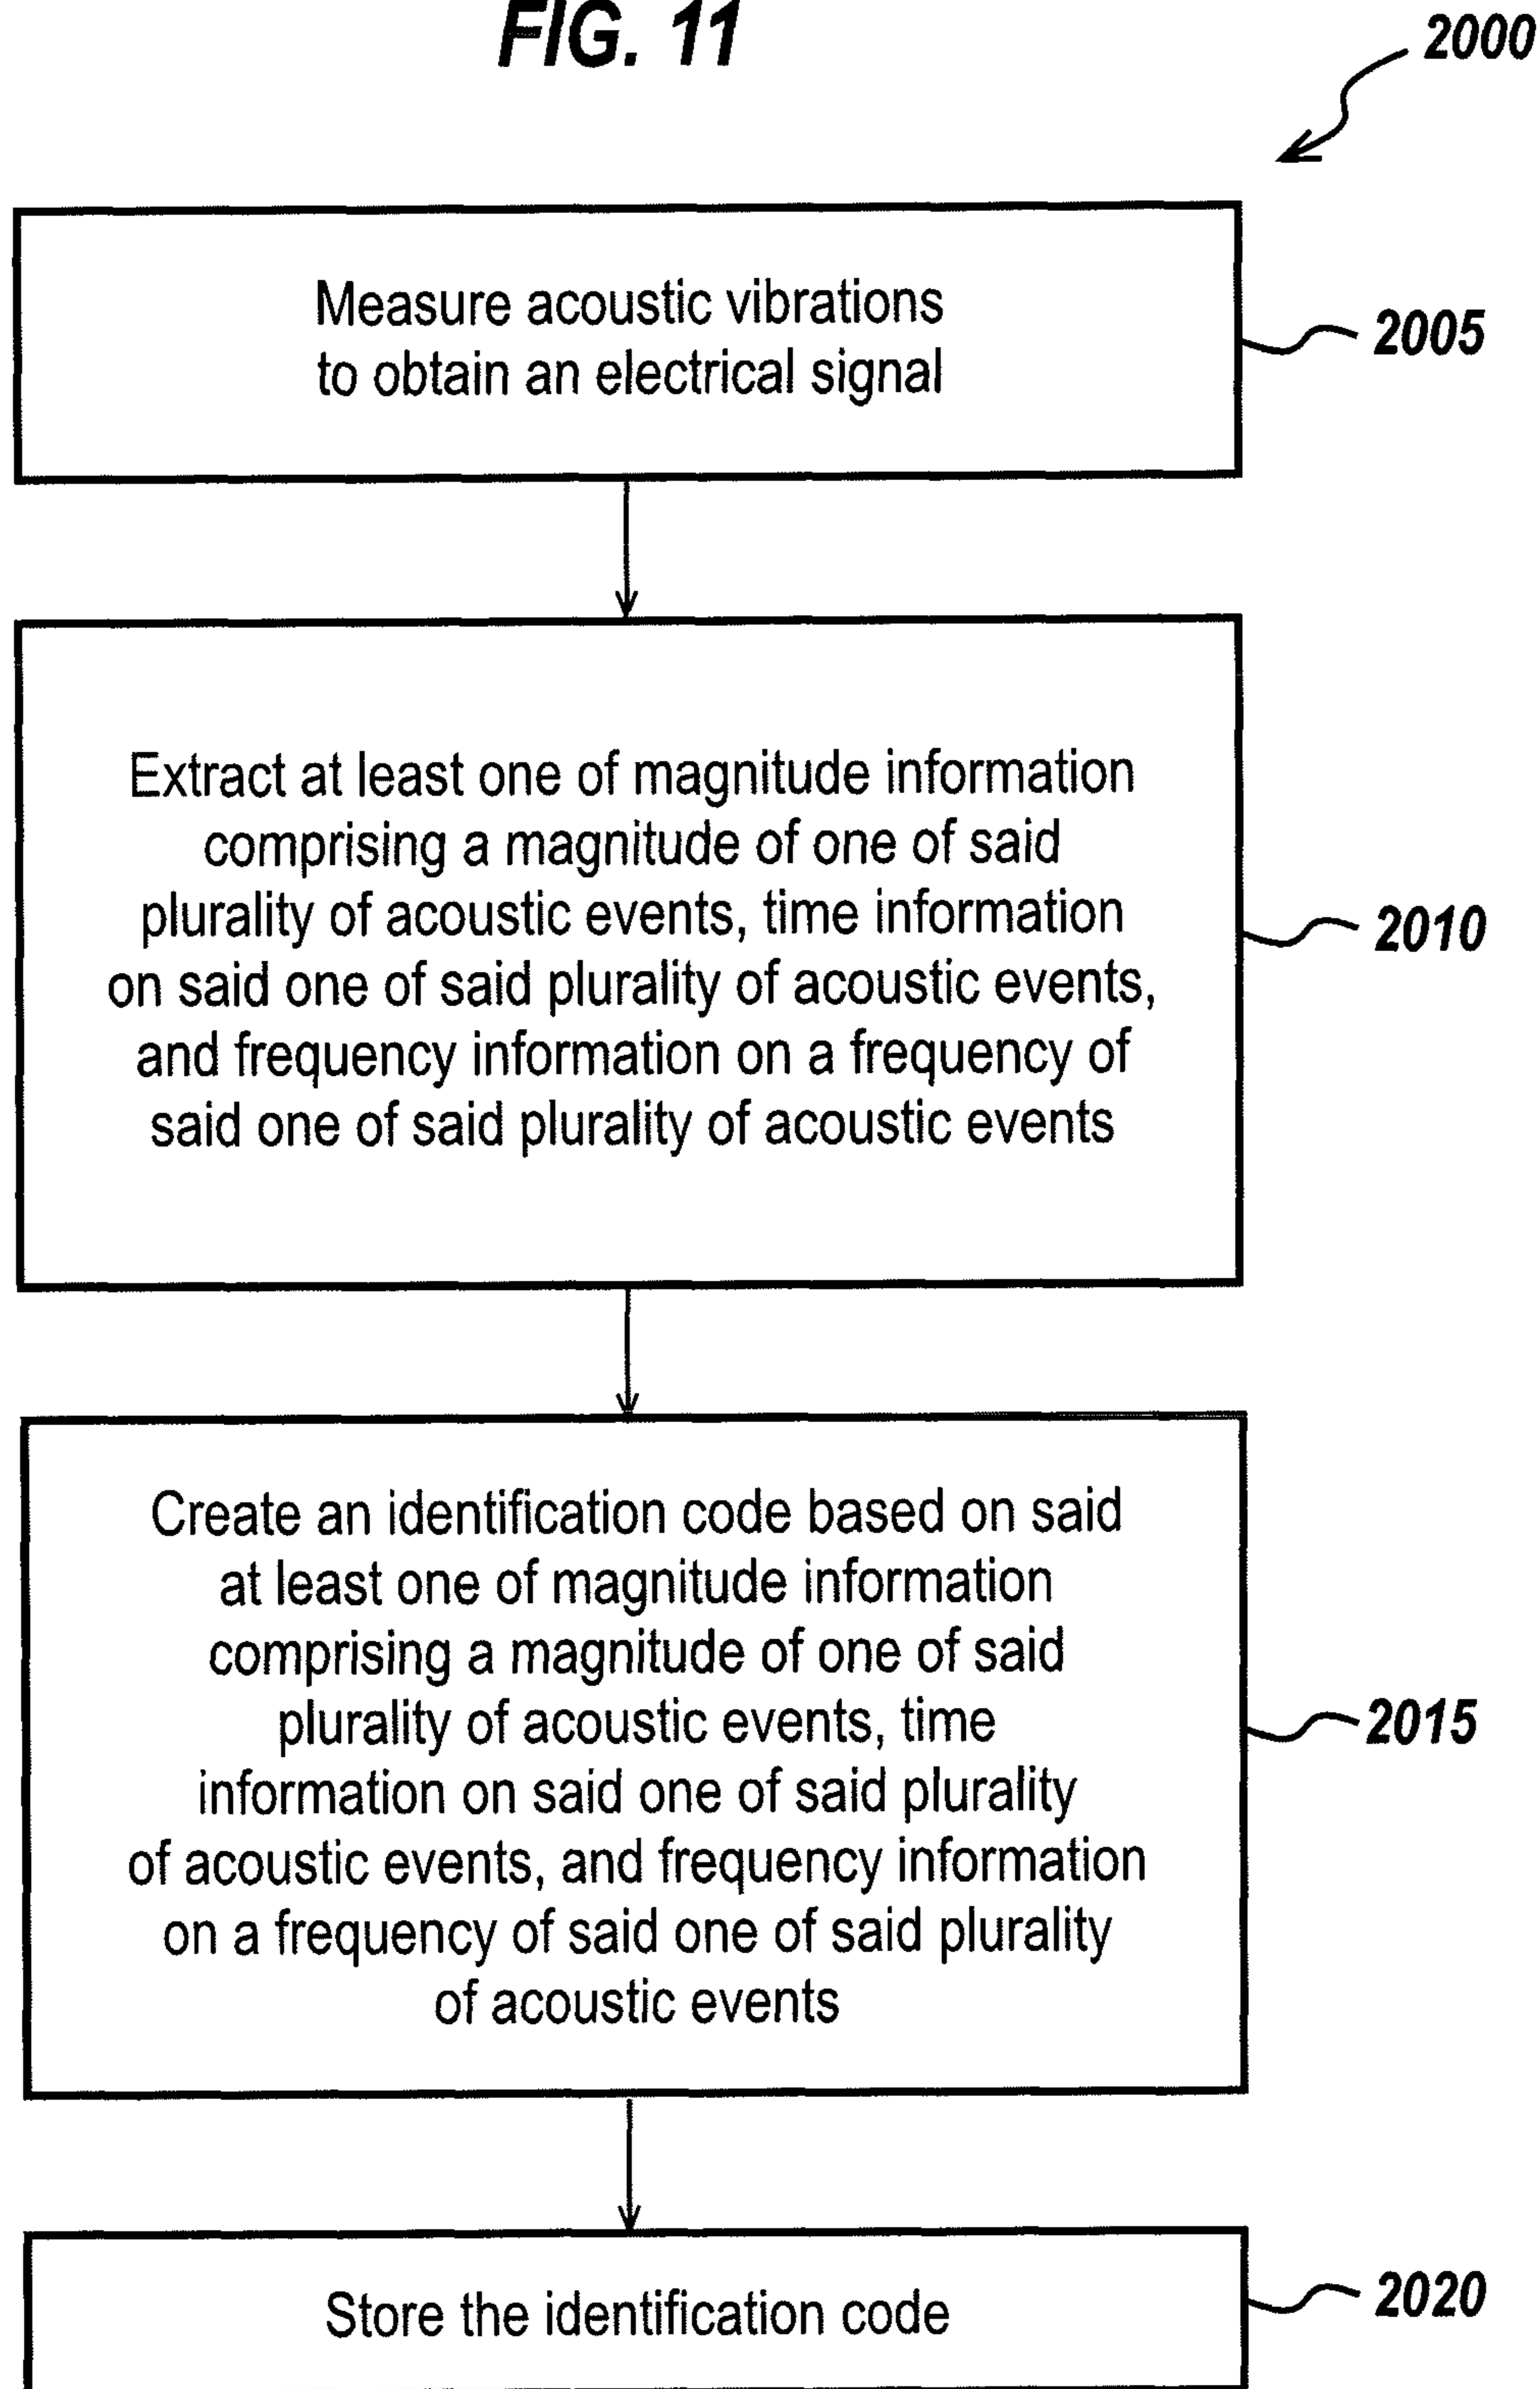 FIG. 11
2000
Measure acoustic vibrations
to obtain an electrical signal
2005
Extract at least one of magnitude information
comprising a magnitude of one of said
plurality of acoustic events, time information
on said one of said plurality of acoustic events,
and frequency information on a frequency of
said one of said plurality of acoustic events
2010
Create an identification code based on said
at least one of magnitude information
comprising a magnitude of one of said
plurality of acoustic events, time
information on said one of said plurality
of acoustic events, and frequency information
on a frequency of said one of said plurality
of acoustic events
2015
Store the identification code
2020